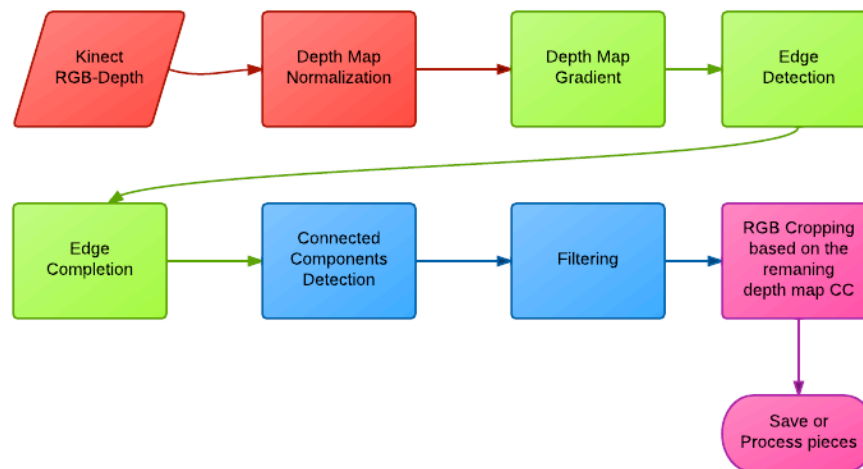 Kinect
RGB-Depth
Depth Map
Normalization
Depth Map
Gradient
Edge
Detection
Edge
Completion
Connected
Components
Detection
Filtering
RGB Cropping
based on the
remaning
depth map CC
Save or
Process pieces